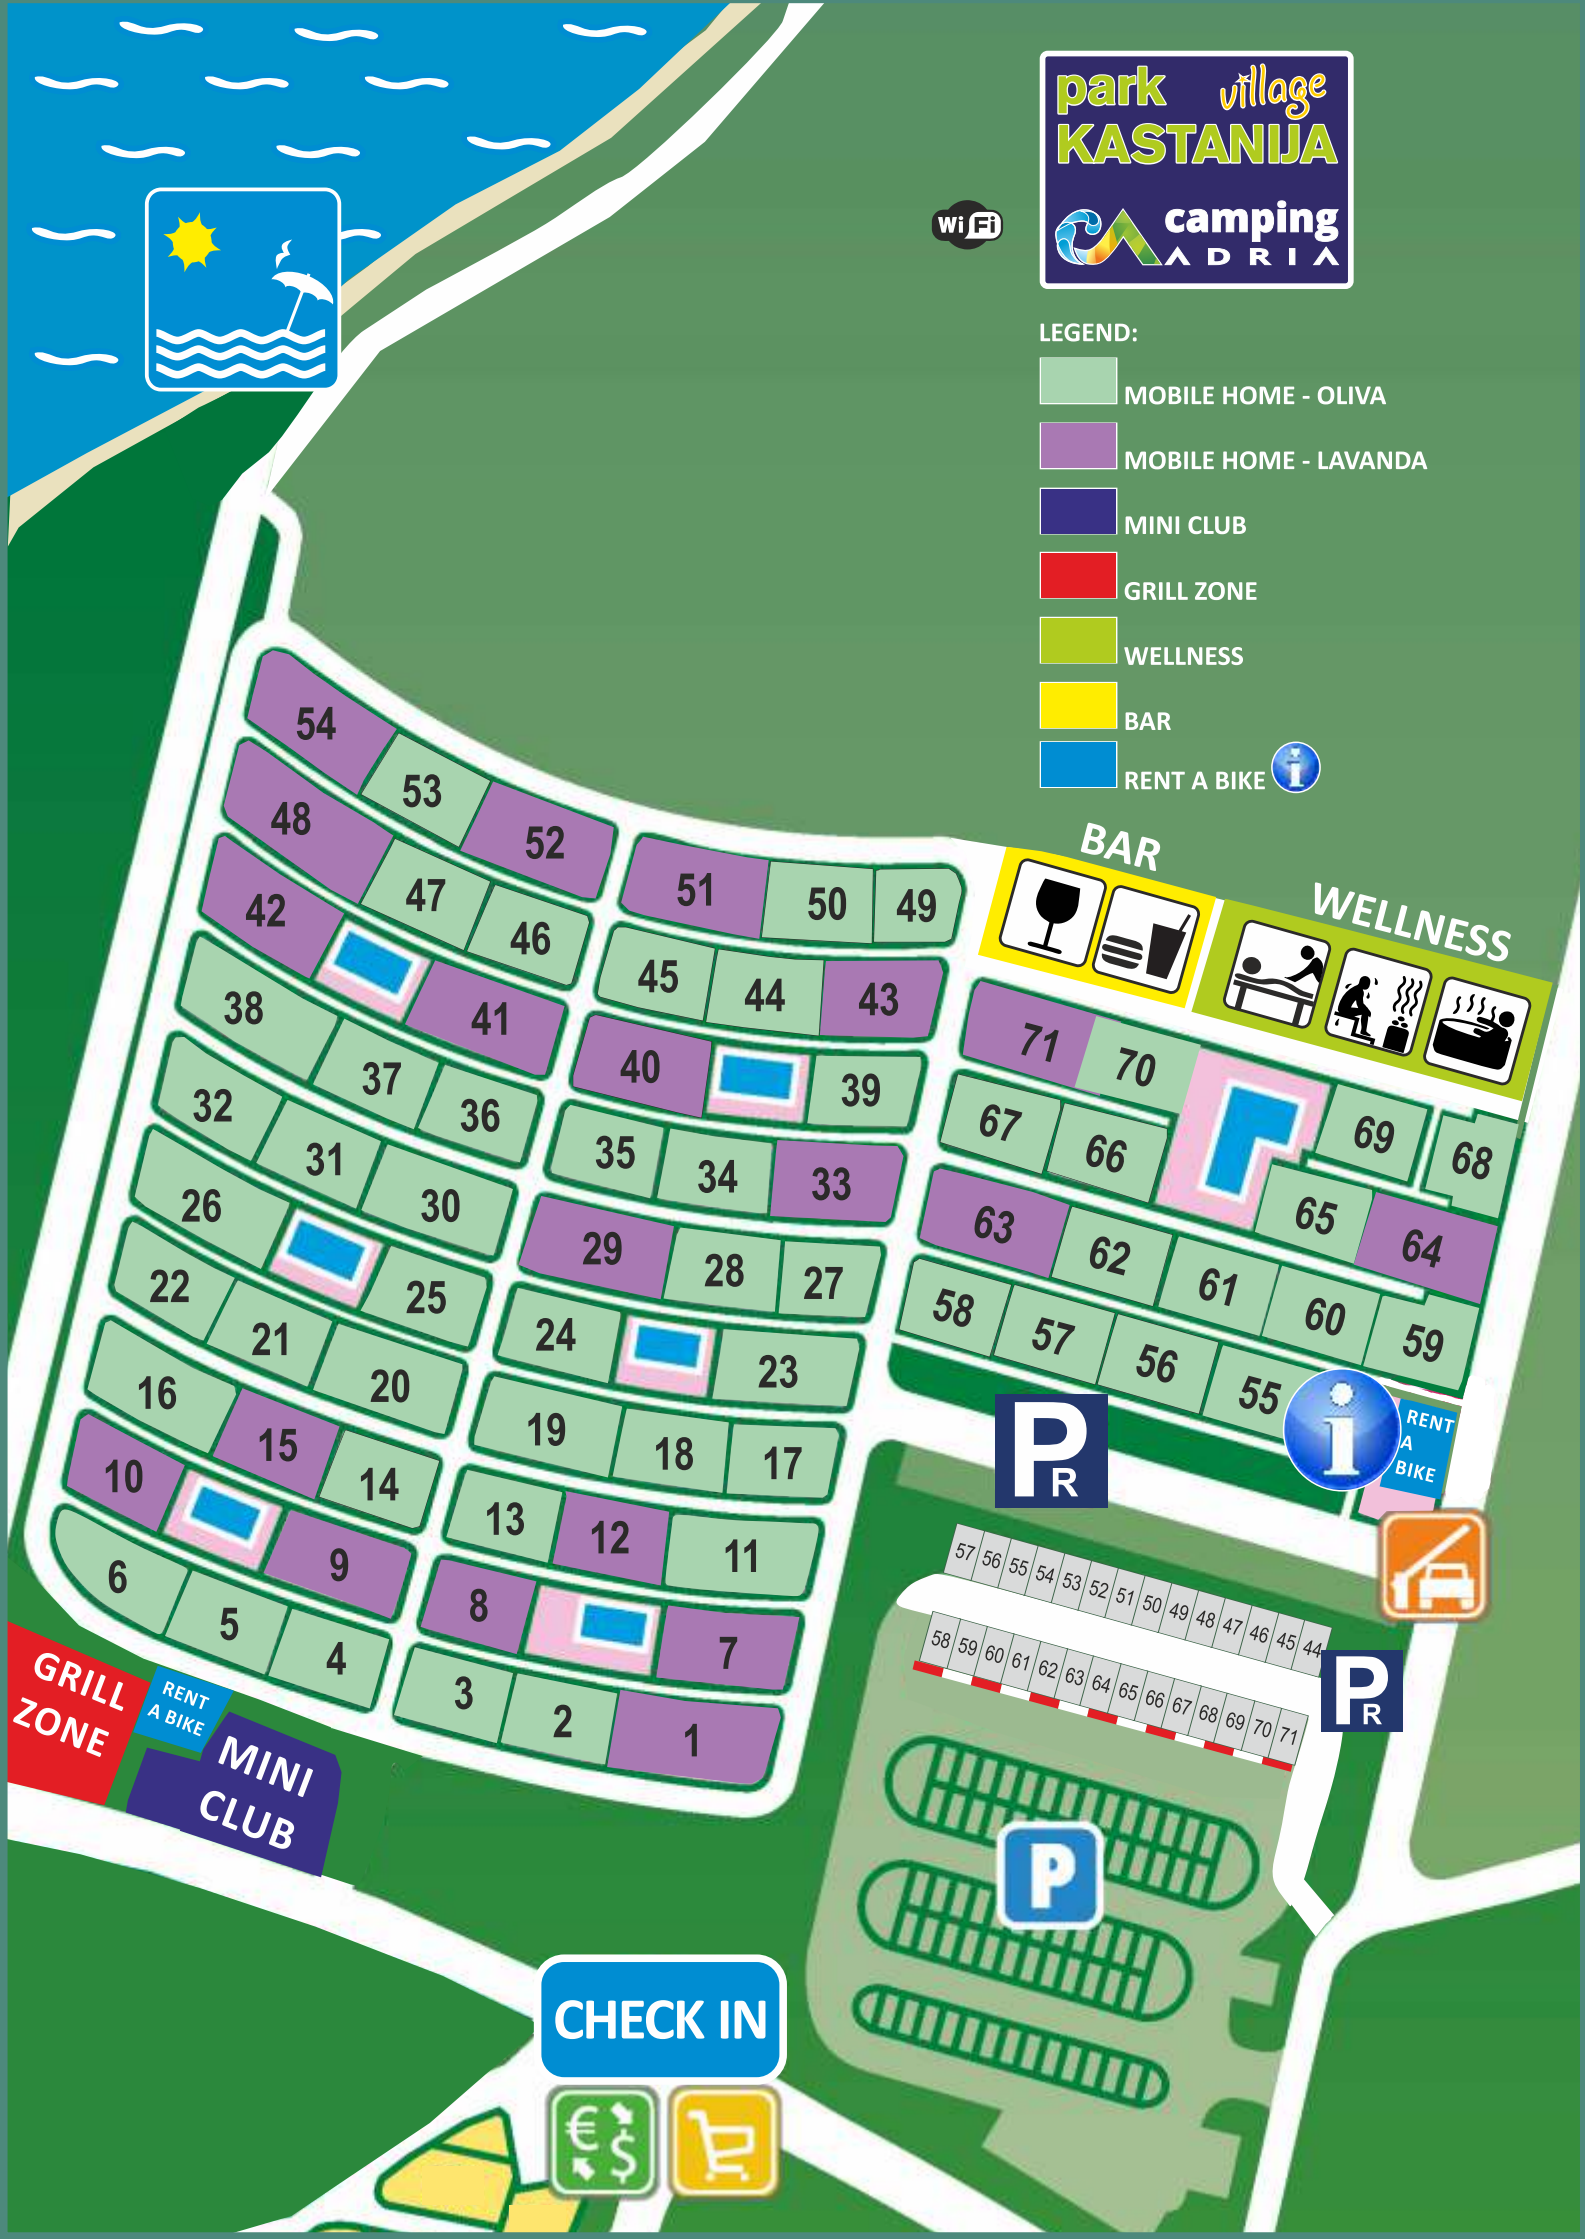 park village
KASTANIJA
camping
ADRIA
WiFi
LEGEND:
MOBILE HOME - OLIVA
MOBILE HOME - LAVANDA
MINI CLUB
GRILL ZONE
WELLNESS
BAR
RENT A BIKE i
BAR
WELLNESS
54
53
52
51
50
49
48
47
46
45
44
43
42
41
40
39
38
37
36
35
34
33
32
31
30
29
28
27
26
25
24
23
22
21
20
19
18
17
16
15
14
13
12
11
10
9
8
7
6
5
4
3
2
1
71
70
69
68
67
66
65
64
63
62
61
60
59
58
57
56
55
i
RENT
A
BIKE
PR
57 56 55 54 53 52 51 50 49 48 47 46 45 44
58 59 60 61 62 63 64 65 66 67 68 69 70 71
PR
P
GRILL
ZONE
RENT
A BIKE
MINI
CLUB
CHECK IN
€ $